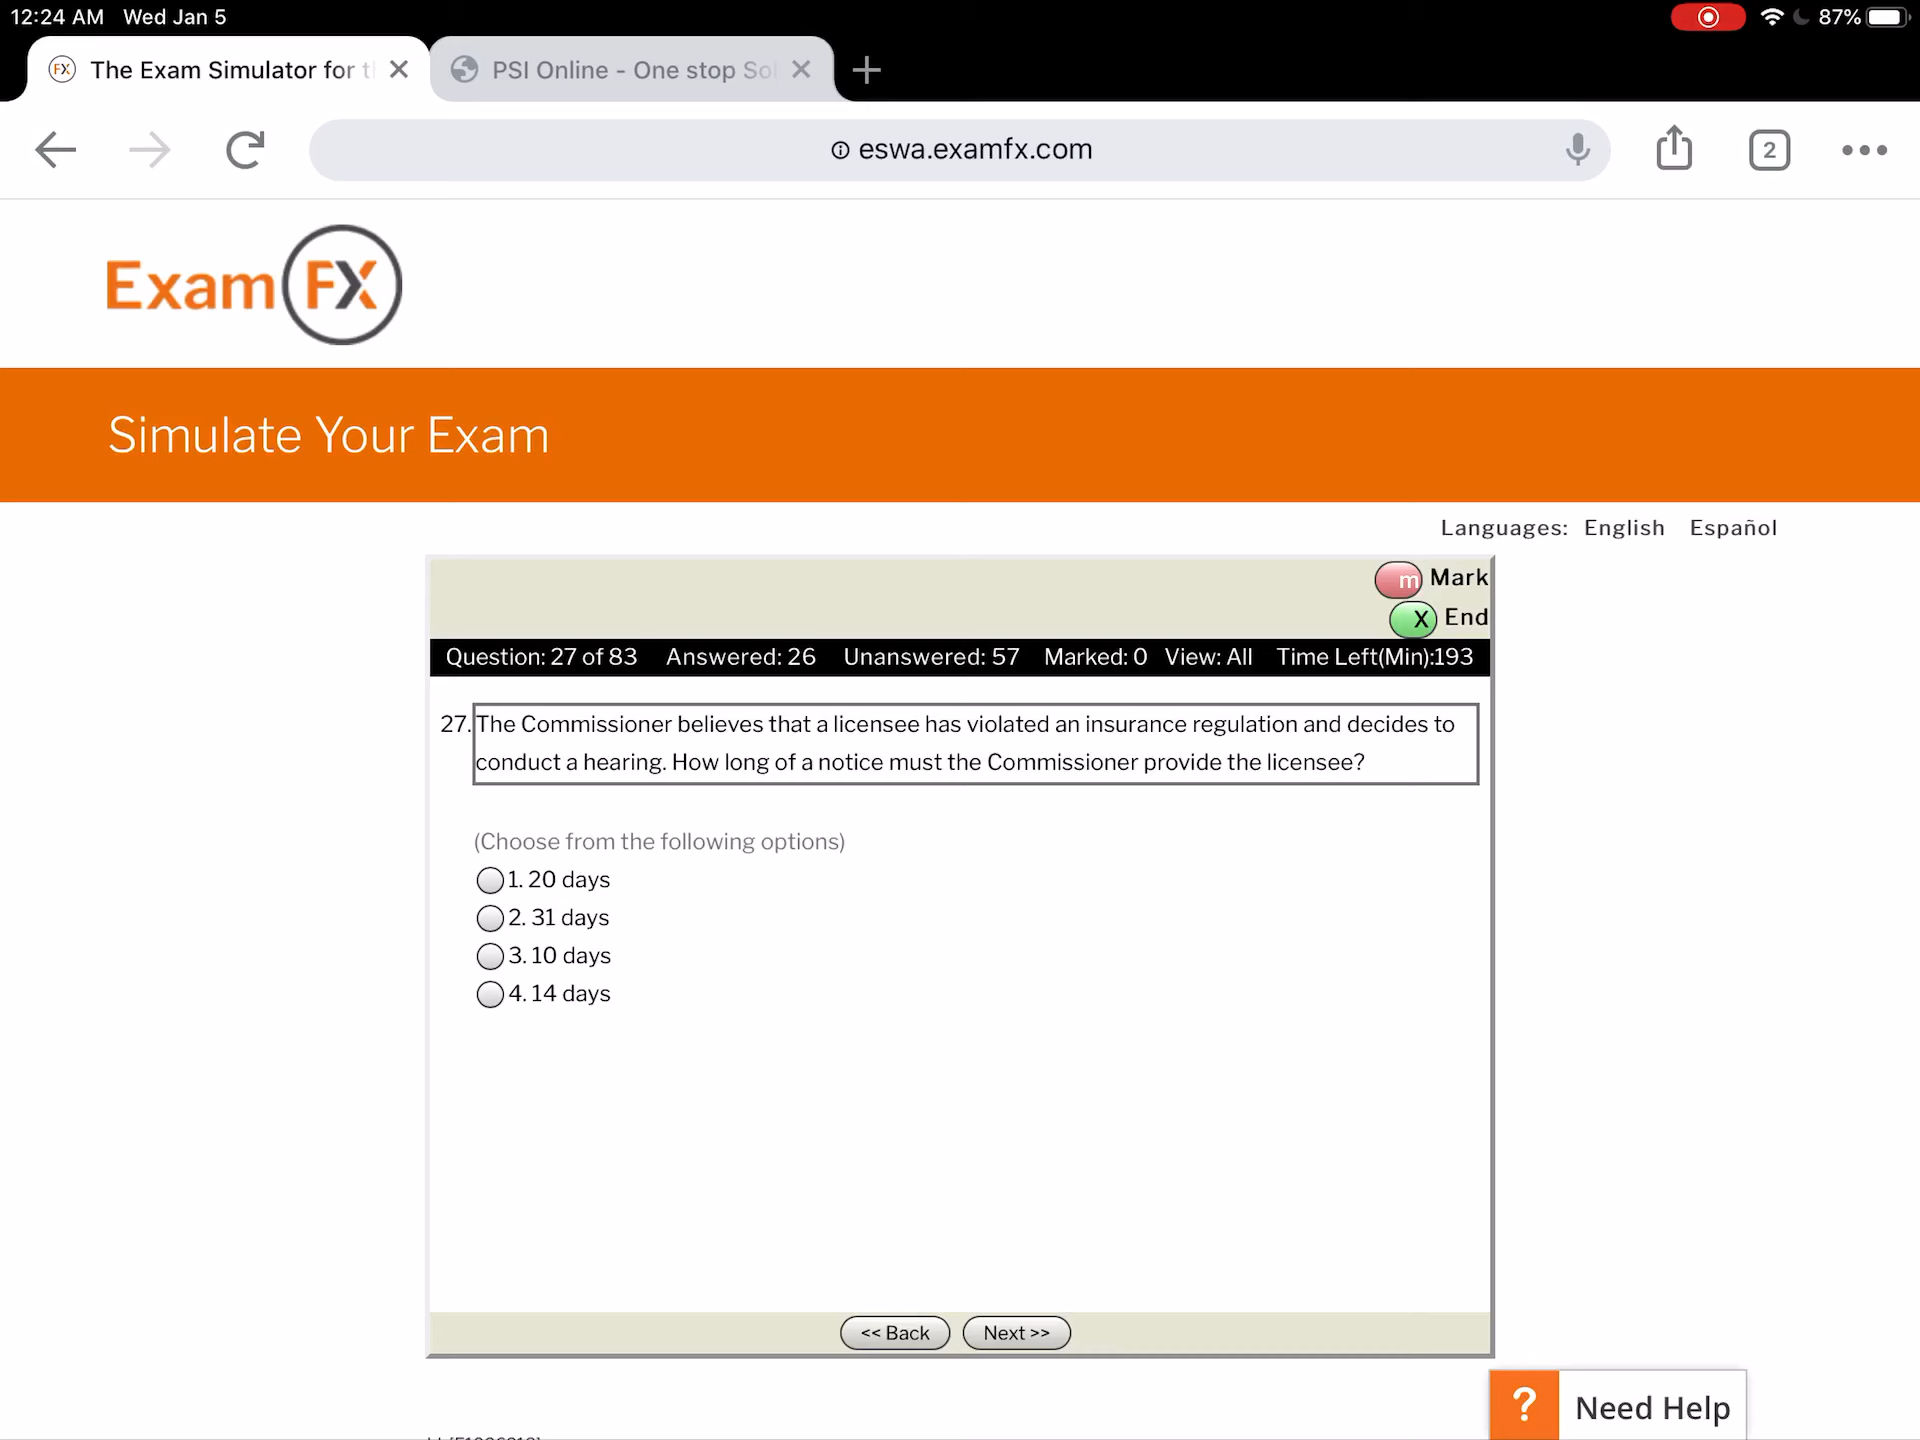 12:24 AM Wed Jan 5 87%
FX The Exam Simulator for t PSI Online - One stop Sol
eswa.examfx.com 2
Exam FX
Simulate Your Exam
Languages: English Español
m Mark
X End
Question: 27 of 83 Answered: 26 Unanswered: 57 Marked: 0 View: All Time Left(Min):193
27. The Commissioner believes that a licensee has violated an insurance regulation and decides to
conduct a hearing. How long of a notice must the Commissioner provide the licensee?
(Choose from the following options)
1. 20 days
2. 31 days
3. 10 days
4. 14 days
<< Back Next >>
? Need Help